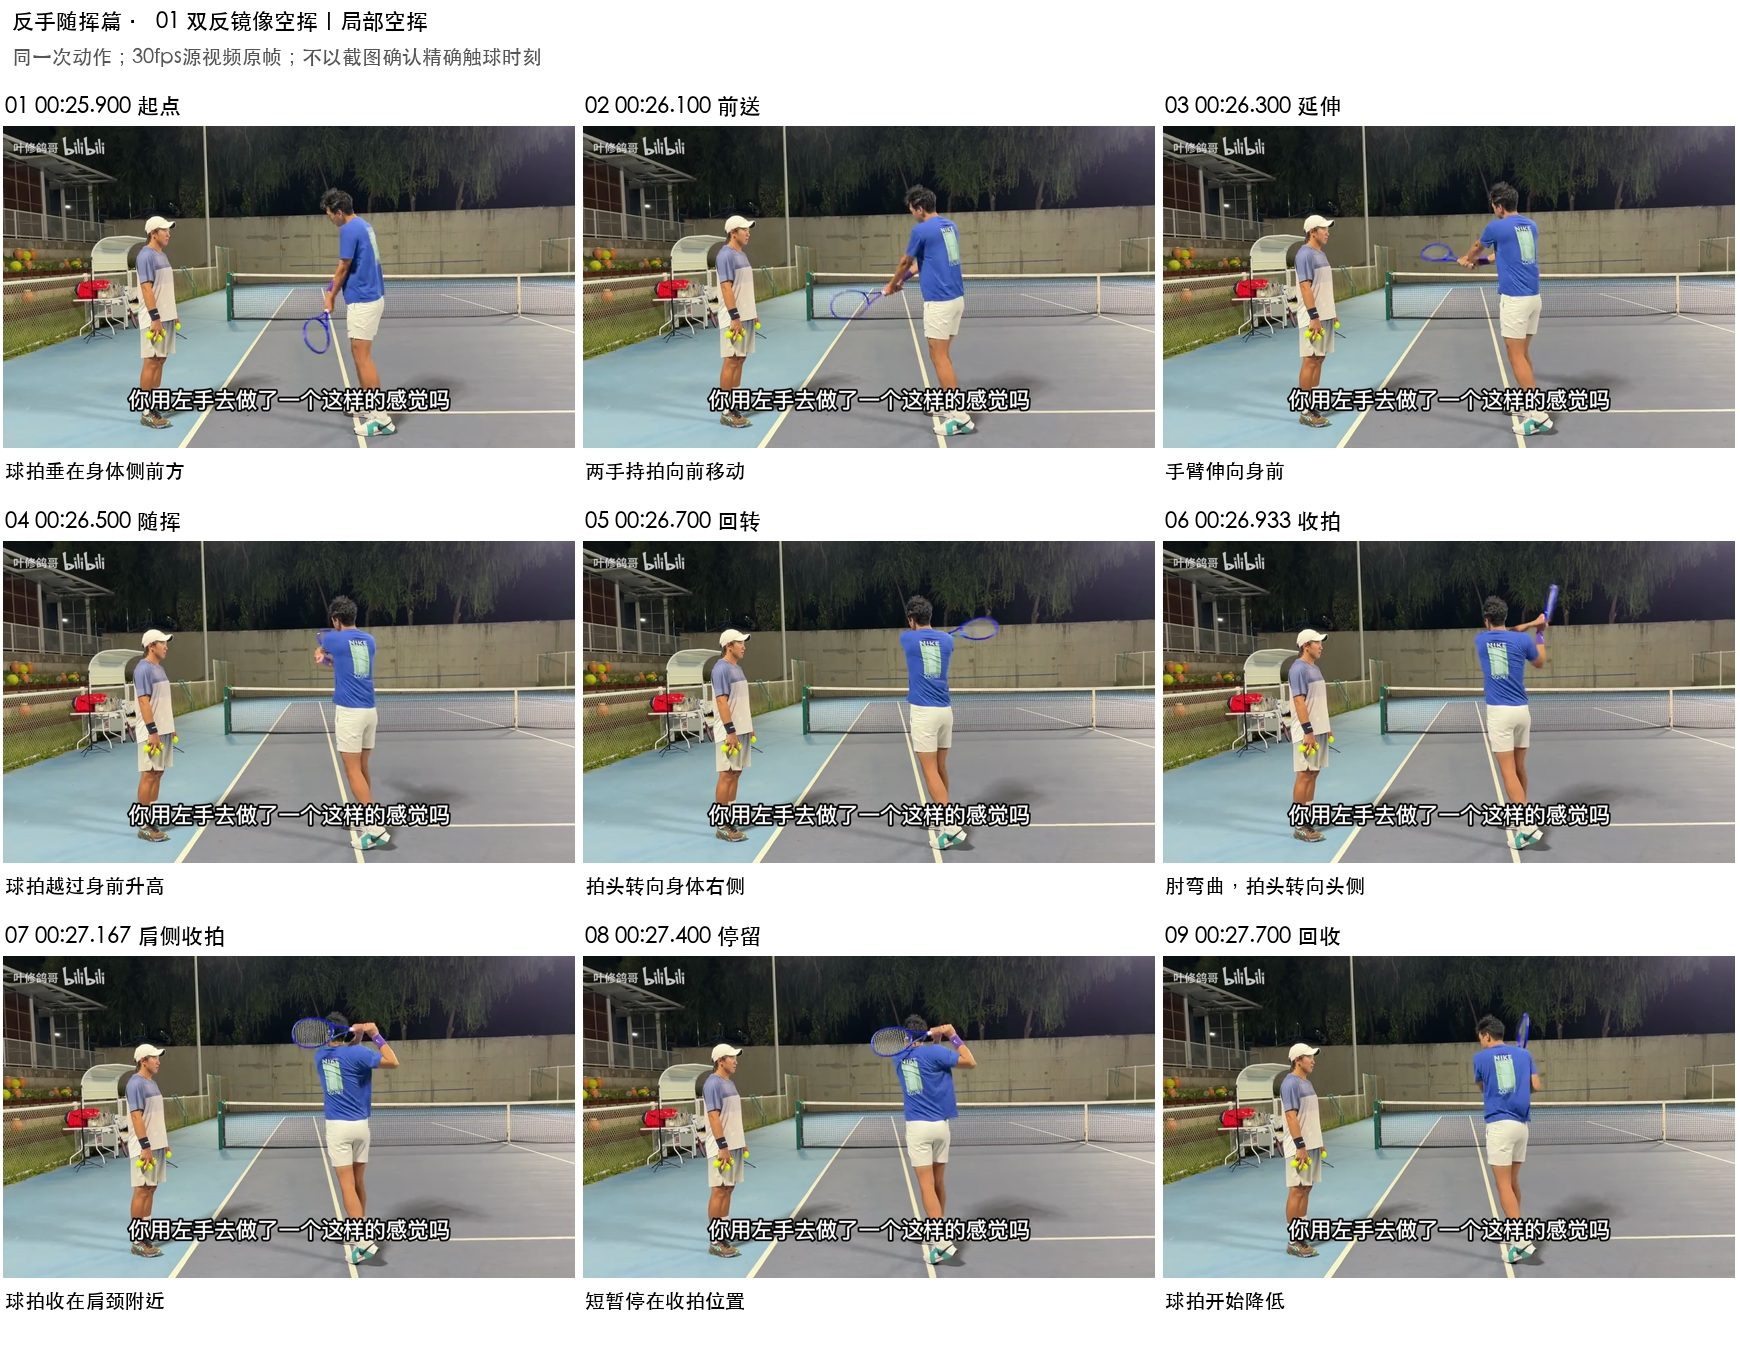 反手随挥篇· 01 双反镜像空挥丨局部空挥
同一次动作；30fps源视频原帧；不以截图确认精确触球时刻
01 00:25.900 起点
02 00:26.100 前送
03 00:26.300 延伸
叶修鸽哥 bilibili
叶修鸽哥 bilibili
叶修鸽哥 bilibili
NIKE
你用左手去做了一个这样的感觉吗
你用左手去做了一个这样的感觉吗
你用左手去做了一个这样的感觉吗
球拍垂在身体侧前方
两手持拍向前移动
手臂伸向身前
04 00:26.500 随挥
05 00:26.700 回转
06 00:26.933 收拍
叶修鸽哥 bilibili
叶修鸽哥 bilibili
叶修鸽哥 bilibili
NIKE
NIKE
NIKE
你用左手去做了一个这样的感觉吗
你用左手去做了一个这样的感觉吗
你用左手去做了一个这样的感觉吗
球拍越过身前升高
拍头转向身体右侧
肘弯曲，拍头转向头侧
07 00:27.167 肩侧收拍
08 00:27.400 停留
09 00:27.700 回收
叶修鸽哥 bilibili
叶修鸽哥 bilibili
叶修鸽哥 bilibili
NIKE
NIKE
NIKE
你用左手去做了一个这样的感觉吗
你用左手去做了一个这样的感觉吗
你用左手去做了一个这样的感觉吗
球拍收在肩颈附近
短暂停在收拍位置
球拍开始降低